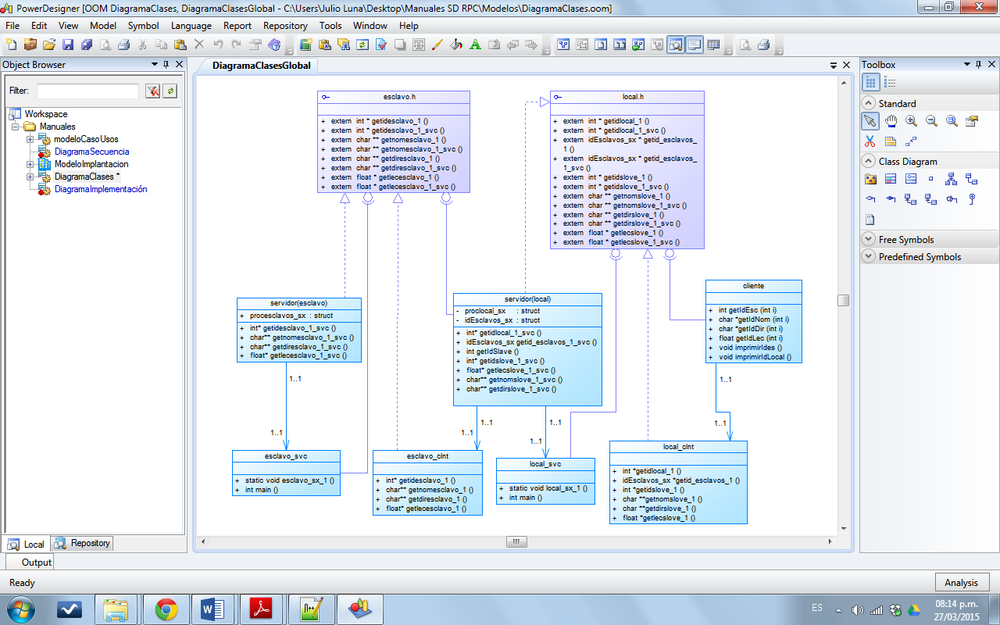 PowerDesigner [OOM DiagramaClases, DiagramaClasesGlobal - C:\Users\Julio Luna\Desktop\Manuales SD RPC\Modelos\DiagramaClases.oom]
File Edit View Model Symbol Language Report Repository Tools Window Help
Object Browser
Filter:
Workspace
Manuales
modeloCasoUsos
DiagramaSecuencia
ModeloImplantacion
DiagramaClases *
DiagramaImplementación
Local Repository
DiagramaClasesGlobal
esclavo.h
+ extern int * getidesclavo_1 ()
+ extern int * getidesclavo_1_svc ()
+ extern char ** getnomesclavo_1 ()
+ extern char ** getnomesclavo_1_svc ()
+ extern char ** getdiresclavo_1 ()
+ extern char ** getdiresclavo_1_svc ()
+ extern float * getlecesclavo_1 ()
+ extern float * getlecesclavo_1_svc ()
local.h
+ extern int * getidlocal_1 ()
+ extern int * getidlocal_1_svc ()
+ extern idEsclavos_sx * getid_esclavos_
1 ()
+ extern idEsclavos_sx * getid_esclavos_
1_svc ()
+ extern int * getidslove_1 ()
+ extern int * getidslove_1_svc ()
+ extern char ** getnomslove_1 ()
+ extern char ** getnomslove_1_svc ()
+ extern char ** getdirslove_1 ()
+ extern char ** getdirslove_1_svc ()
+ extern float * getlecslove_1 ()
+ extern float * getlecslove_1_svc ()
servidor(esclavo)
+ procesclavos_sx : struct
+ int* getidesclavo_1_svc ()
+ char** getnomesclavo_1_svc ()
+ char** getdiresclavo_1_svc ()
+ float* getlecesclavo_1_svc ()
servidor(local)
- proclocal_sx : struct
- idEsclavos_sx : struct
+ int* getidlocal_1_svc ()
+ idEsclavos_sx getid_esclavos_1_svc ()
+ int getIdSlave ()
+ int* getidslove_1_svc ()
+ float* getlecslove_1_svc ()
+ char** getnomslove_1_svc ()
+ char** getdirslove_1_svc ()
cliente
+ int getIdEsc (int i)
+ char *getIdNom (int i)
+ char *getIdDir (int i)
+ float getIdLec (int i)
+ void imprimirIdes ()
+ void imprimirIdLocal ()
1..1
1..1
1..1
1..1
1..1
1..1
1..1
1..1
esclavo_svc
+ static void esclavo_sx_1 ()
+ int main ()
esclavo_clnt
+ int* getidesclavo_1 ()
+ char** getnomesclavo_1 ()
+ char** getdiresclavo_1 ()
+ float* getlecesclavo_1 ()
local_svc
+ static void local_sx_1 ()
+ int main ()
local_clnt
+ int *getidlocal_1 ()
+ idEsclavos_sx *getid_esclavos_1 ()
+ int *getidslove_1 ()
+ char **getnomslove_1 ()
+ char **getdirslove_1 ()
+ float *getlecslove_1 ()
Toolbox
Standard
Class Diagram
Free Symbols
Predefined Symbols
Output
Ready
Analysis
ES
08:14 p.m.
27/03/2015